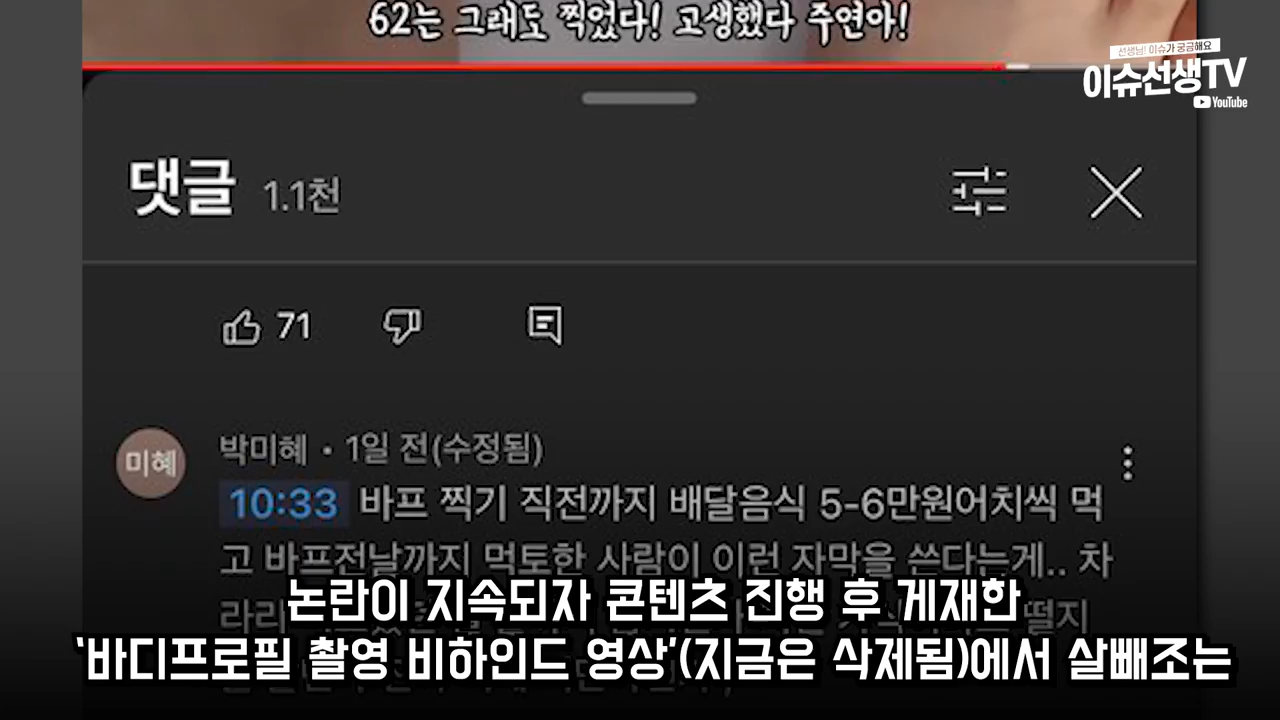 62는 그래도 찍었다! 고생했다 주연아!
선생님! 이슈가 궁금해요
이슈선생TV
YouTube
댓글 1.1천
71
미혜
박미혜 · 1일 전(수정됨)
10:33 바프 찍기 직전까지 배달음식 5-6만원어치씩 먹
고 바프전날까지 먹토한 사람이 이런 자막을 쓴다는게.. 차
라리
떨지
논란이 지속되자 콘텐츠 진행 후 게재한
'바디프로필 촬영 비하인드 영상'(지금은 삭제됨)에서 살빼조는